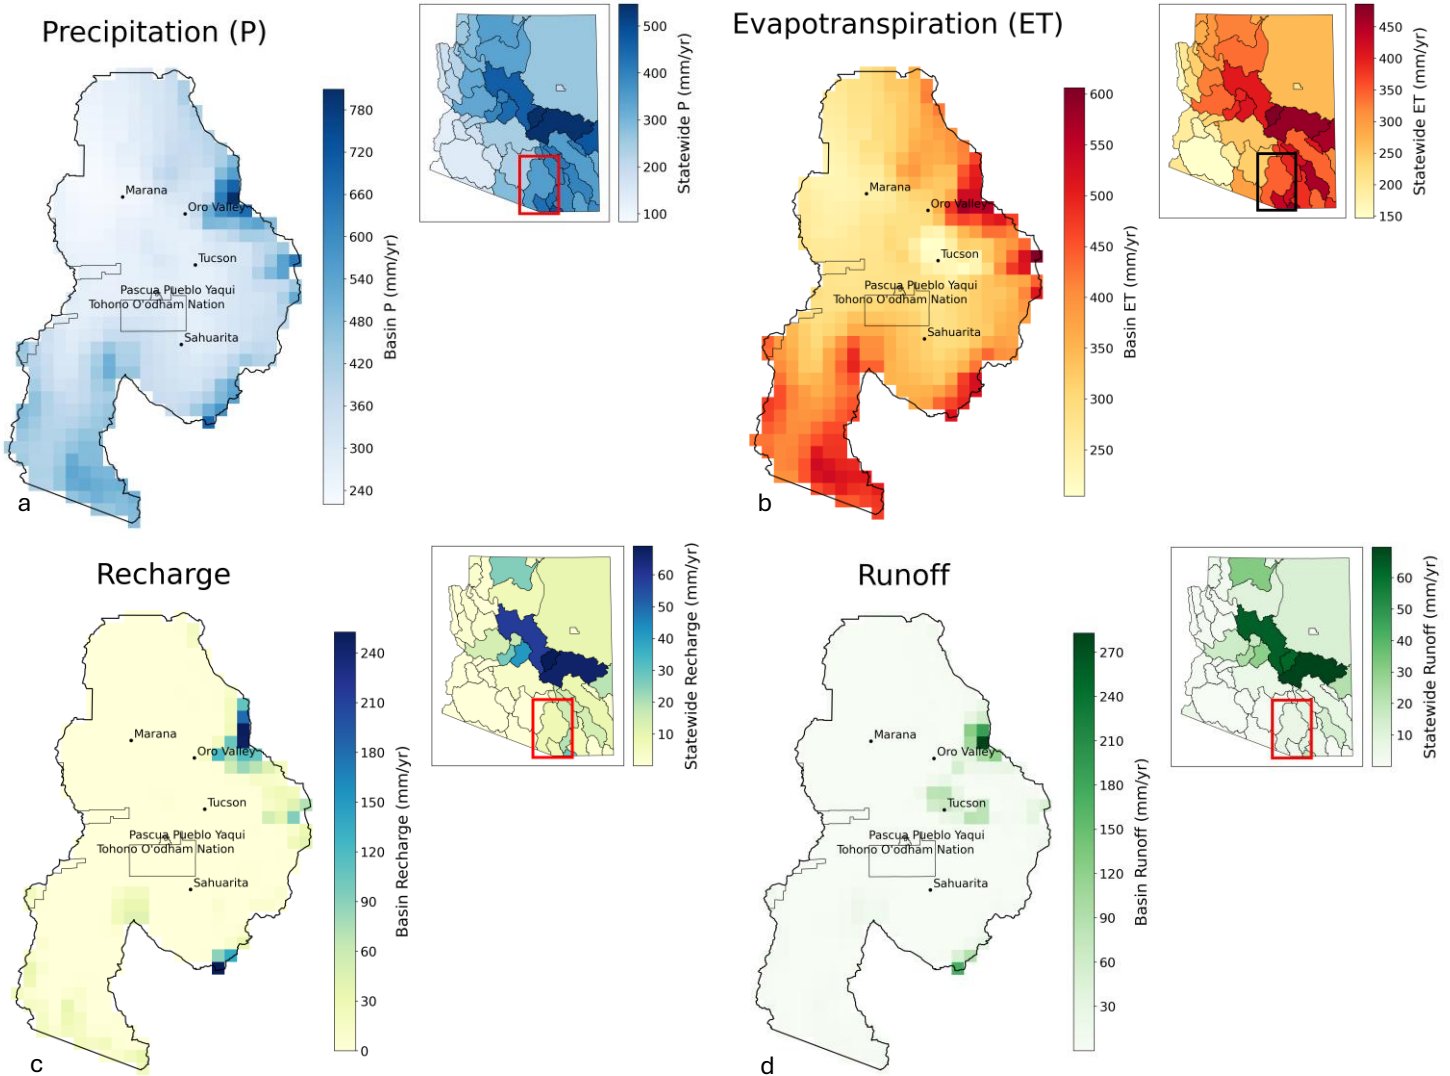 Precipitation (P)
780
720
660
600
540
480
420
360
300
240
Basin P (mm/yr)
500
400
300
200
100
Statewide P (mm/yr)
Marana
Oro Valley
Tucson
Pascua Pueblo Yaqui
Tohono O'odham Nation
Sahuarita
a
Evapotranspiration (ET)
600
550
500
450
400
350
300
250
Basin ET (mm/yr)
450
400
350
300
250
200
150
Statewide ET (mm/yr)
Marana
Oro Valley
Tucson
Pascua Pueblo Yaqui
Tohono O'odham Nation
Sahuarita
b
Recharge
240
210
180
150
120
90
60
30
0
Basin Recharge (mm/yr)
60
50
40
30
20
10
Statewide Recharge (mm/yr)
Marana
Oro Valley
Tucson
Pascua Pueblo Yaqui
Tohono O'odham Nation
Sahuarita
c
Runoff
270
240
210
180
150
120
90
60
30
Basin Runoff (mm/yr)
60
50
40
30
20
10
Statewide Runoff (mm/yr)
Marana
Oro Valley
Tucson
Pascua Pueblo Yaqui
Tohono O'odham Nation
Sahuarita
d